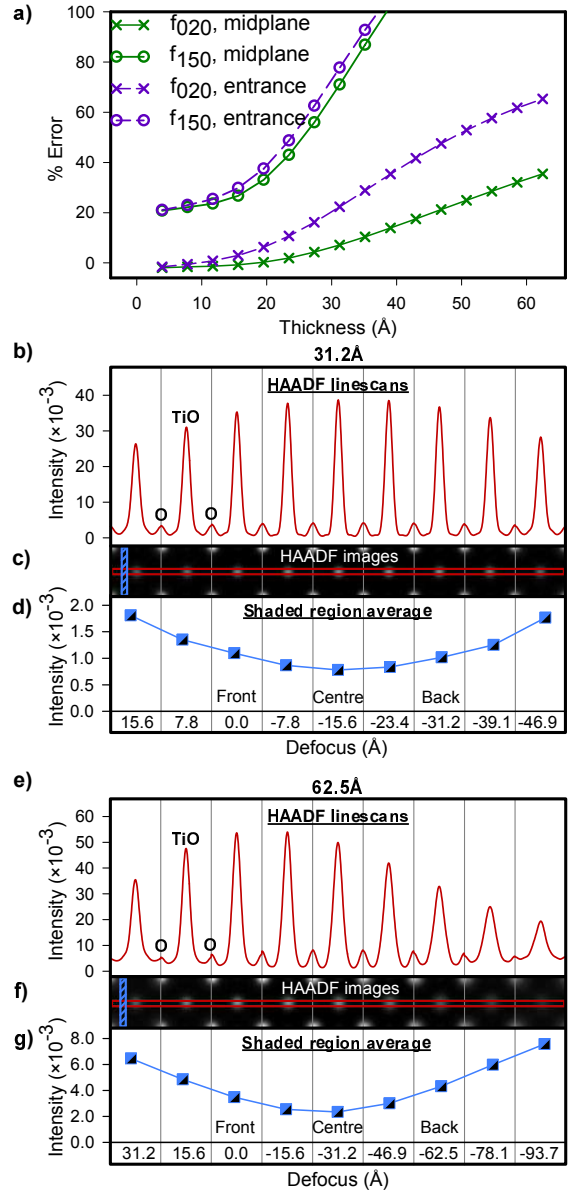 a)
100
80
60
40
20
0
% Error
f020, midplane
f150, midplane
f020, entrance
f150, entrance
0 10 20 30 40 50 60
Thickness (Å)
b)
31.2Å
HAADF linescans
Intensity (×10⁻³)
40
30
20
10
0
TiO
O O
c)
HAADF images
d)
Shaded region average
Intensity (×10⁻³)
2.0
1.5
1.0
0.5
0.0
Front Centre Back
15.6 7.8 0.0 -7.8 -15.6 -23.4 -31.2 -39.1 -46.9
Defocus (Å)
e)
62.5Å
HAADF linescans
Intensity (×10⁻³)
60
50
40
30
20
10
0
TiO
O O
f)
HAADF images
g)
Shaded region average
Intensity (×10⁻³)
8.0
6.0
4.0
2.0
0.0
Front Centre Back
31.2 15.6 0.0 -15.6 -31.2 -46.9 -62.5 -78.1 -93.7
Defocus (Å)